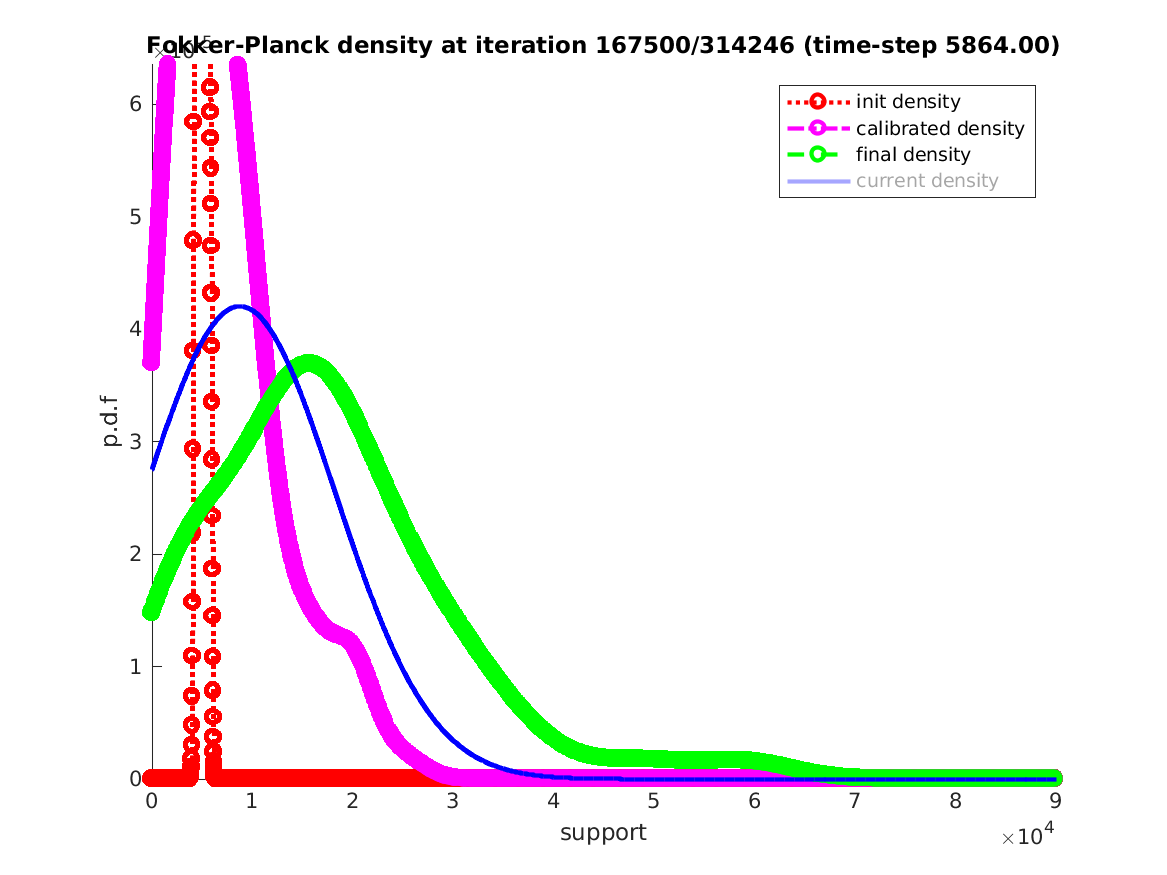 Fokker-Planck density at iteration 167500/314246 (time-step 5864.00)
init density
calibrated density
final density
current density
6
5
4
3
2
1
0
p.d.f
0 1 2 3 4 5 6 7 8 9
support
×10^4